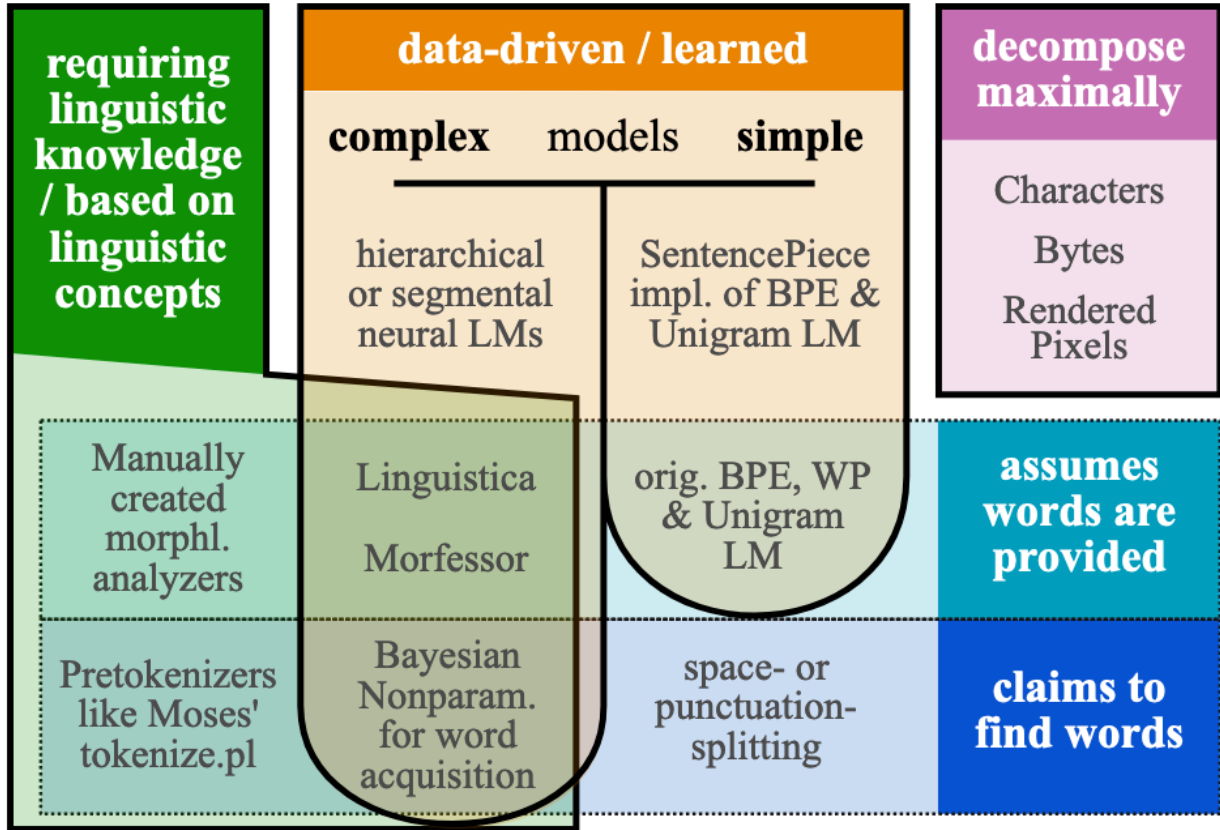 requiring
linguistic
knowledge
/ based on
linguistic
concepts
data-driven / learned
complex models simple
hierarchical
or segmental
neural LMs
SentencePiece
impl. of BPE &
Unigram LM
decompose
maximally
Characters
Bytes
Rendered
Pixels
Manually
created
morphl.
analyzers
Linguistica
Morfessor
orig. BPE, WP
& Unigram
LM
assumes
words are
provided
Pretokenizers
like Moses'
tokenize.pl
Bayesian
Nonparam.
for word
acquisition
space- or
punctuation-
splitting
claims to
find words